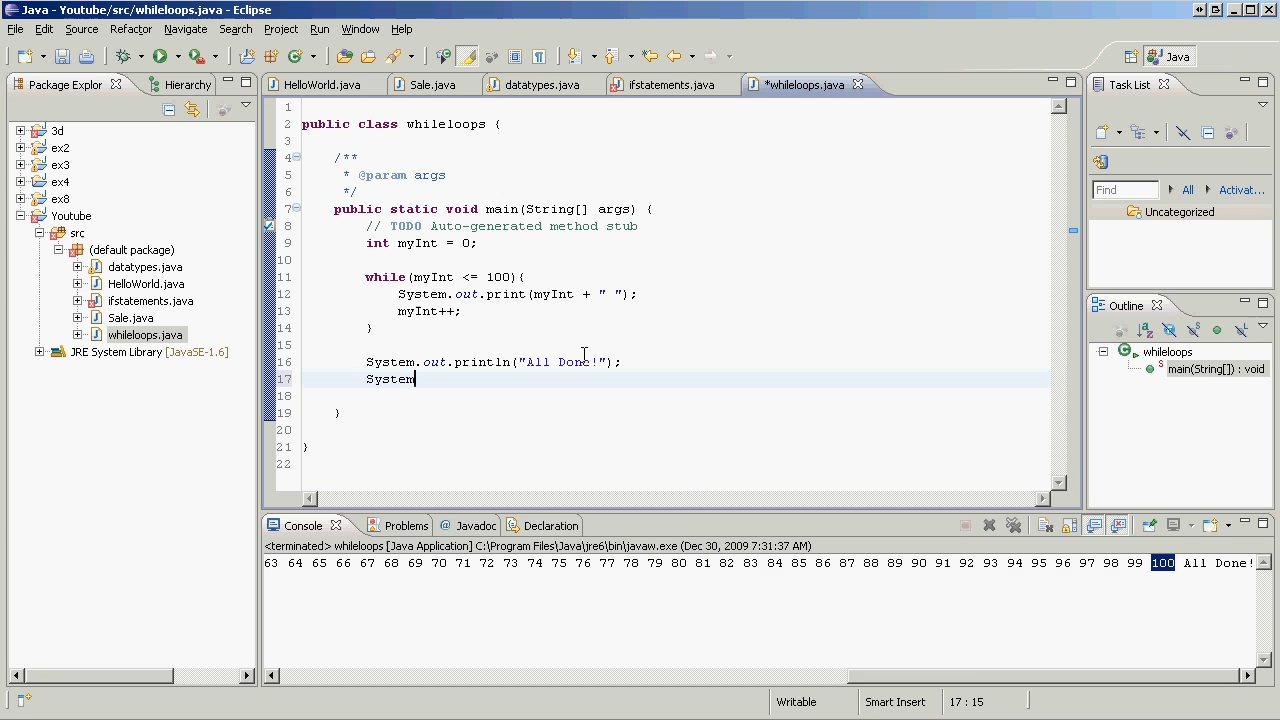 Java - Youtube/src/whileloops.java - Eclipse
File Edit Source Refactor Navigate Search Project Run Window Help
Java
Package Explor Hierarchy
HelloWorld.java Sale.java datatypes.java ifstatements.java *whileloops.java
Task List
3d
ex2
ex3
ex4
ex8
Youtube
src
(default package)
datatypes.java
HelloWorld.java
ifstatements.java
Sale.java
whileloops.java
JRE System Library [JavaSE-1.6]
1
2 public class whileloops {
3
4 /**
5 * @param args
6 */
7 public static void main(String[] args) {
8 // TODO Auto-generated method stub
9 int myInt = 0;
10
11 while(myInt <= 100){
12 System.out.print(myInt + " ");
13 myInt++;
14 }
15
16 System.out.println("All Done!");
17 System
18
19 }
20
21 }
22
Find All Activat...
Uncategorized
Outline
whileloops
main(String[]) : void
Console Problems @ Javadoc Declaration
<terminated> whileloops [Java Application] C:\Program Files\Java\jre6\bin\javaw.exe (Dec 30, 2009 7:31:37 AM)
63 64 65 66 67 68 69 70 71 72 73 74 75 76 77 78 79 80 81 82 83 84 85 86 87 88 89 90 91 92 93 94 95 96 97 98 99 100 All Done!
Writable Smart Insert 17 : 15